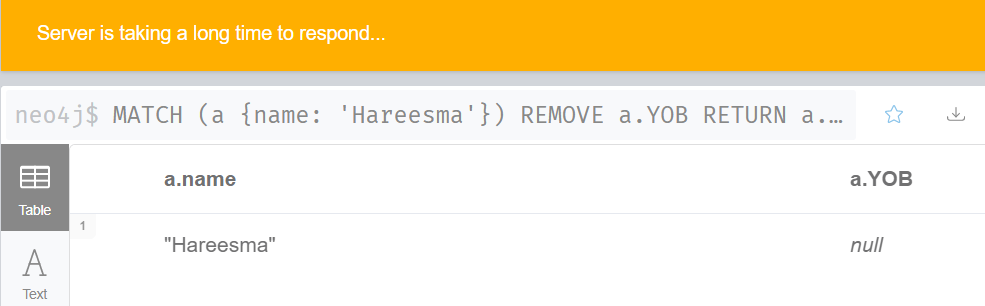 Server is taking a long time to respond...
neo4j$ MATCH (a {name: 'Hareesma'}) REMOVE a.YOB RETURN a.…
a.name a.YOB
Table
1
"Hareesma" null
A
Text